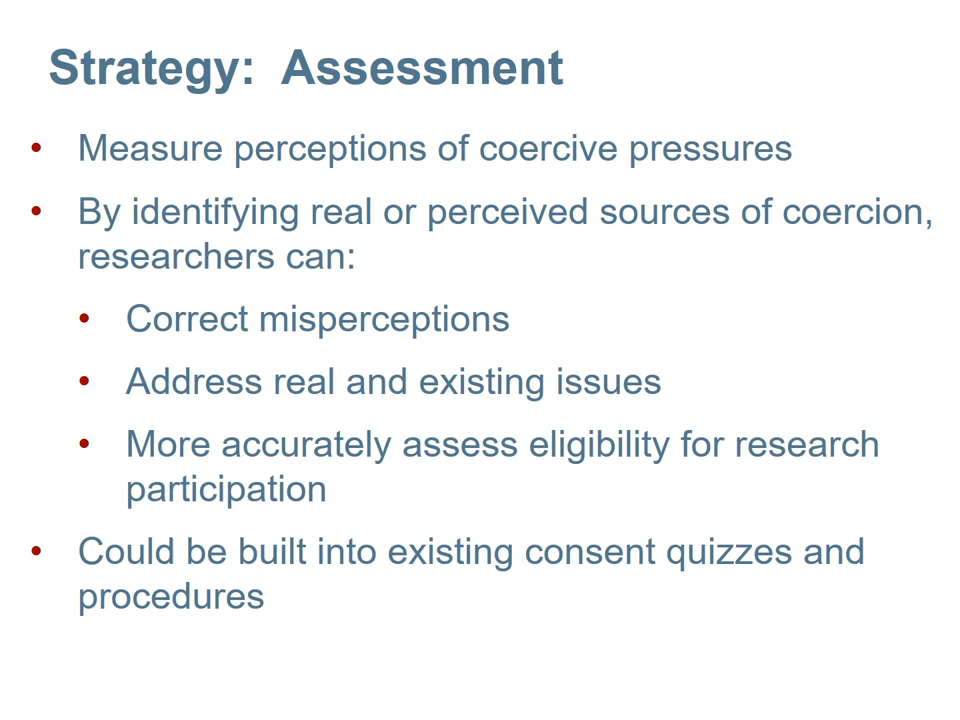 Strategy:  Assessment
• Measure perceptions of coercive pressures
• By identifying real or perceived sources of coercion,
researchers can:
• Correct misperceptions
• Address real and existing issues
• More accurately assess eligibility for research
participation
• Could be built into existing consent quizzes and
procedures